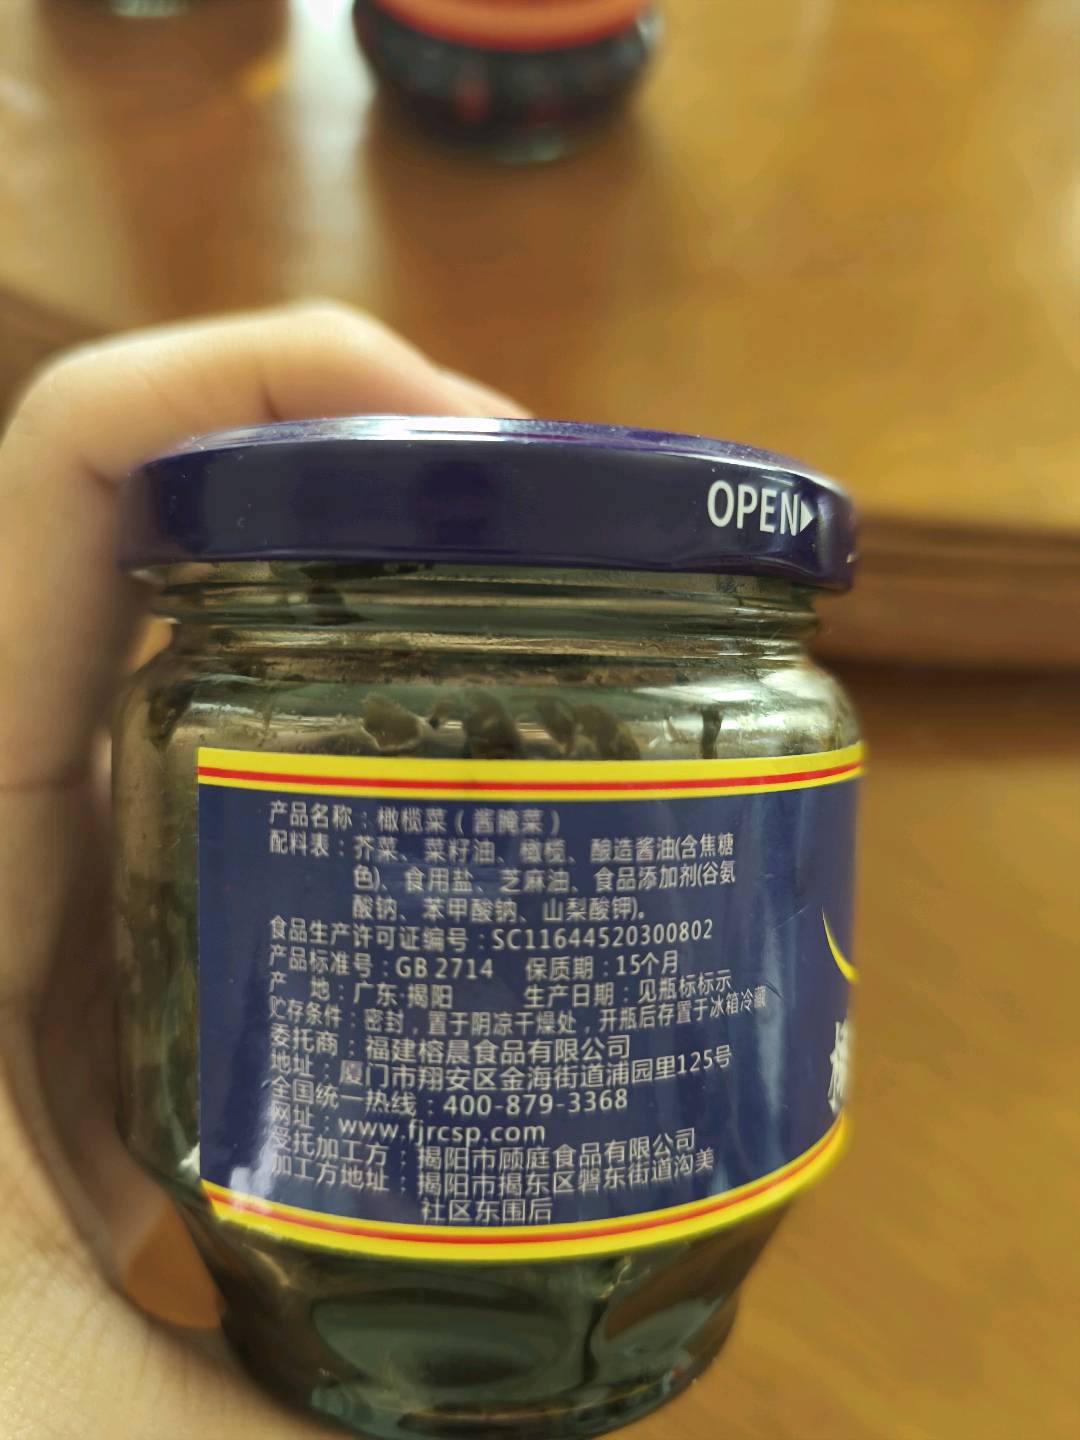 OPEN
产品名称：橄榄菜（酱腌菜）
配料表：芥菜、菜籽油、橄榄、酿造酱油(含焦糖
色)、食用盐、芝麻油、食品添加剂(谷氨
酸钠、苯甲酸钠、山梨酸钾)。
食品生产许可证编号：SC11644520300802
产品标准号：GB 2714 保质期：15个月
产 地：广东·揭阳 生产日期：见瓶标标示
贮存条件：密封，置于阴凉干燥处，开瓶后存置于冰箱冷藏
委托商：福建榕晨食品有限公司
地址：厦门市翔安区金海街道浦园里125号
全国统一热线：400-879-3368
网址：www.fjrcsp.com
受托加工方：揭阳市顾庭食品有限公司
加工方地址：揭阳市揭东区磐东街道沟美
社区东围后